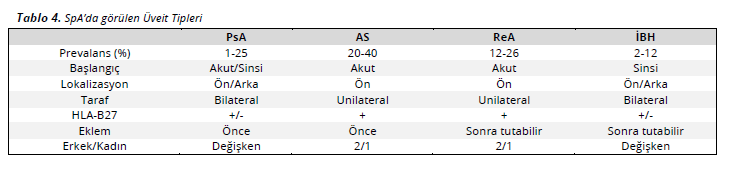 Tablo 4. SpA'da görülen Üveit Tipleri
PsA AS ReA İBH
Prevalans (%) 1-25 20-40 12-26 2-12
Başlangıç Akut/Sinsi Akut Akut Sinsi
Lokalizasyon Ön/Arka Ön Ön Ön/Arka
Taraf Bilateral Unilateral Unilateral Bilateral
HLA-B27 +/- + + +/-
Eklem Önce Önce Sonra tutabilir Sonra tutabilir
Erkek/Kadın Değişken 2/1 2/1 Değişken